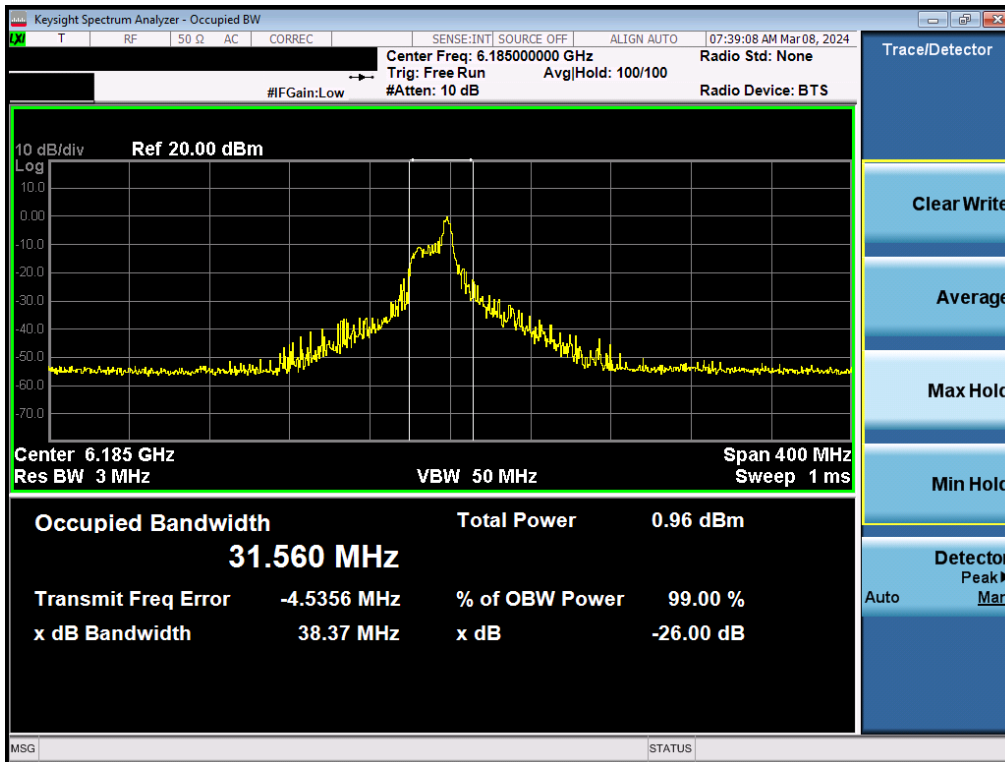 Keysight Spectrum Analyzer - Occupied BW
LXI T RF 50 Ω AC CORREC SENSE:INT SOURCE OFF ALIGN AUTO 07:39:08 AM Mar 08, 2024
Center Freq: 6.185000000 GHz Radio Std: None
Trig: Free Run Avg|Hold: 100/100
#IFGain:Low #Atten: 10 dB Radio Device: BTS
Trace/Detector
10 dB/div Ref 20.00 dBm
Log
10.0
0.00
-10.0
-20.0
-30.0
-40.0
-50.0
-60.0
-70.0
Center 6.185 GHz Span 400 MHz
Res BW 3 MHz VBW 50 MHz Sweep 1 ms
Occupied Bandwidth Total Power 0.96 dBm
31.560 MHz
Transmit Freq Error -4.5356 MHz % of OBW Power 99.00 %
x dB Bandwidth 38.37 MHz x dB -26.00 dB
Clear Write
Average
Max Hold
Min Hold
Detector
Peak
Auto Man
MSG STATUS